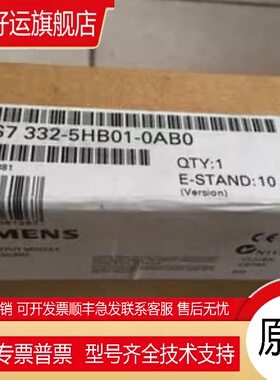 好运旗舰店
S7 332-5HB01-0AB0
QTY:1
E-STAND:10
(Version)
销 可开发票顺丰急发联系客服 售后无忧
专票普票 型号齐全技术支持
原